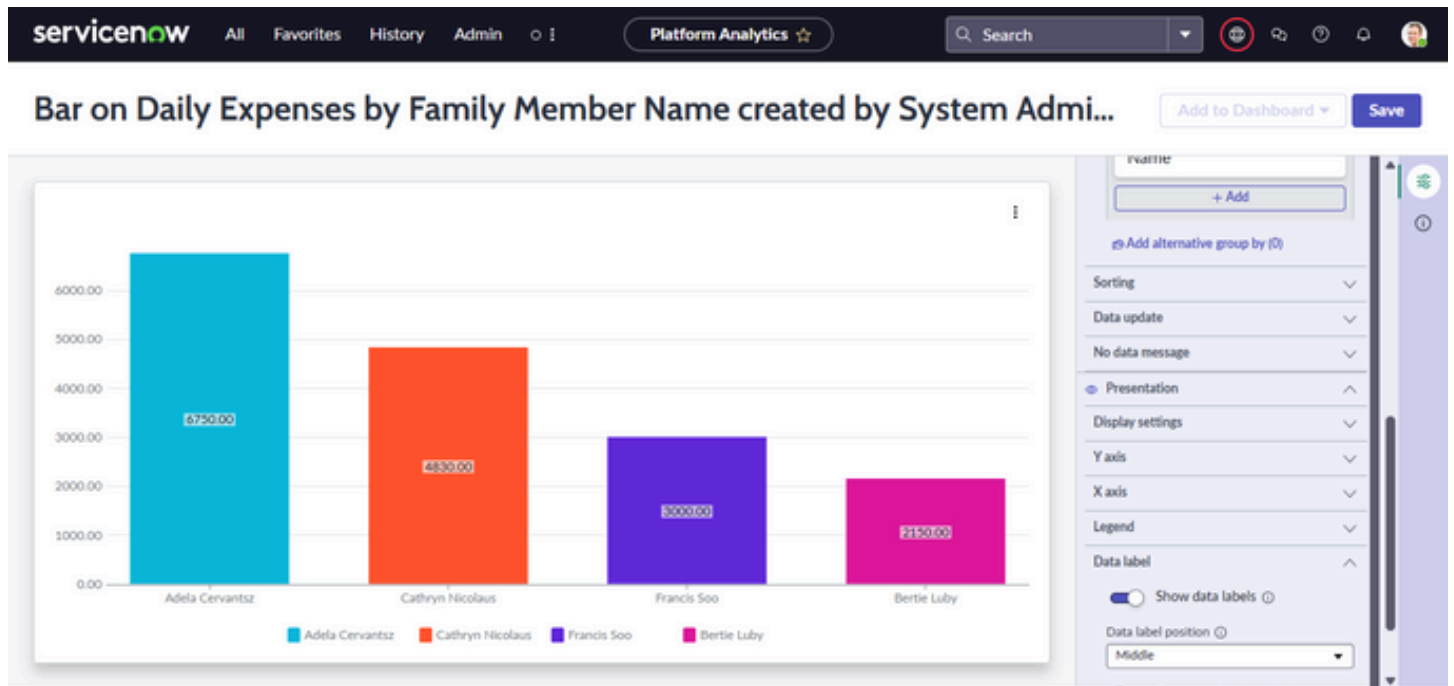 servicenow All Favorites History Admin Platform Analytics Search
Bar on Daily Expenses by Family Member Name created by System Admi... Add to Dashboard Save
Name
+ Add
Add alternative group by (0)
Sorting
Data update
No data message
Presentation
Display settings
Y axis
X axis
Legend
Data label
Show data labels
Data label position
Middle
6000.00
5000.00
4000.00
3000.00
2000.00
1000.00
0.00
6750.00
4830.00
3000.00
2150.00
Adela Cervantsz Cathryn Nicolaus Francis Soo Bertie Luby
Adela Cervantsz Cathryn Nicolaus Francis Soo Bertie Luby